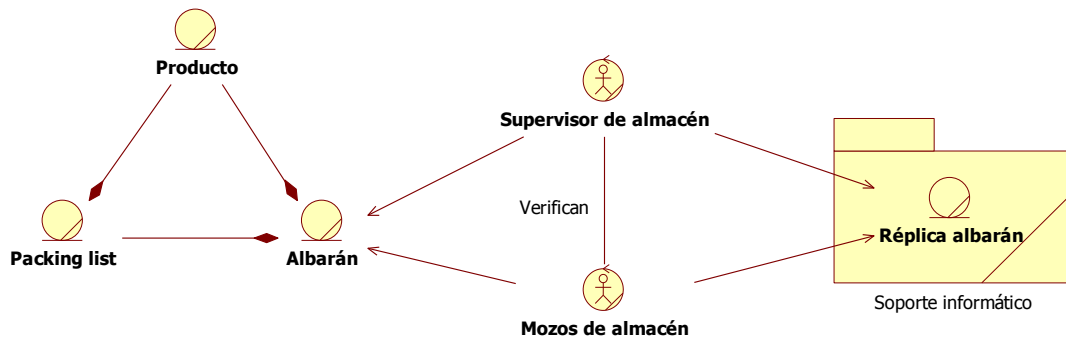 Producto
Supervisor de almacén
Verifican
Packing list
Albarán
Réplica albarán
Mozos de almacén
Soporte informático